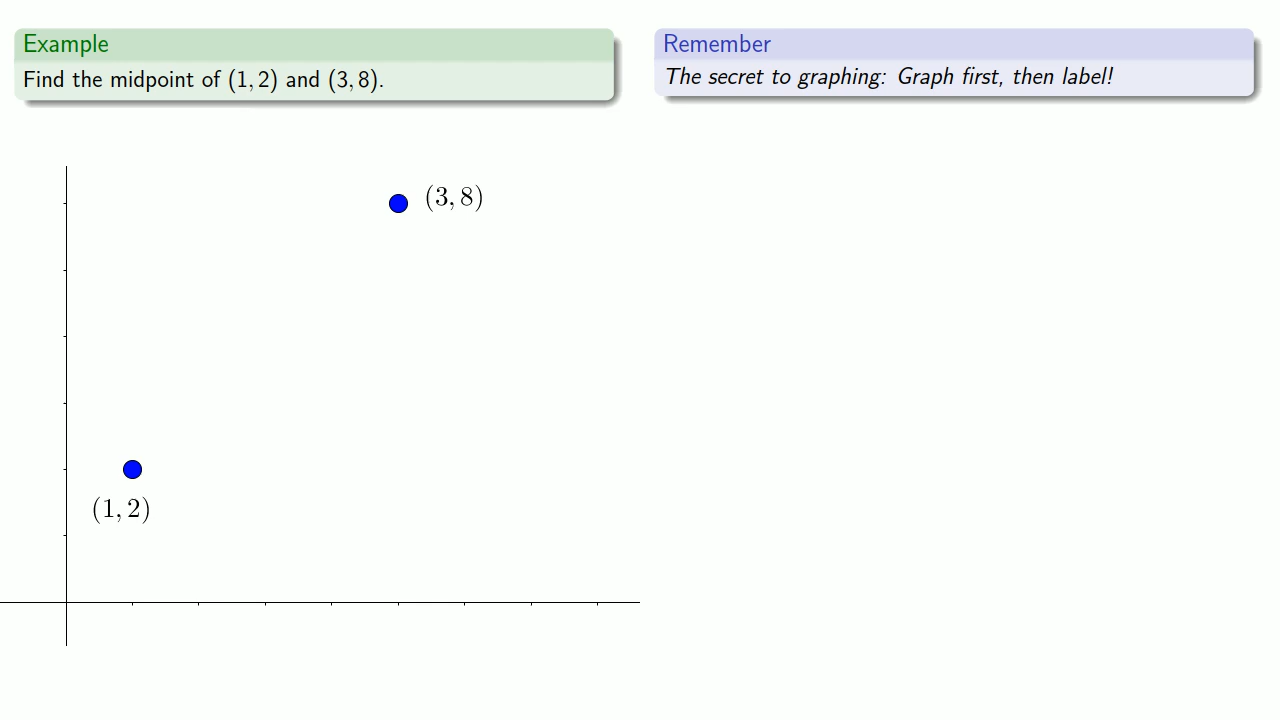 Example
Find the midpoint of (1, 2) and (3, 8).
Remember
The secret to graphing: Graph first, then label!
(3, 8)
(1, 2)